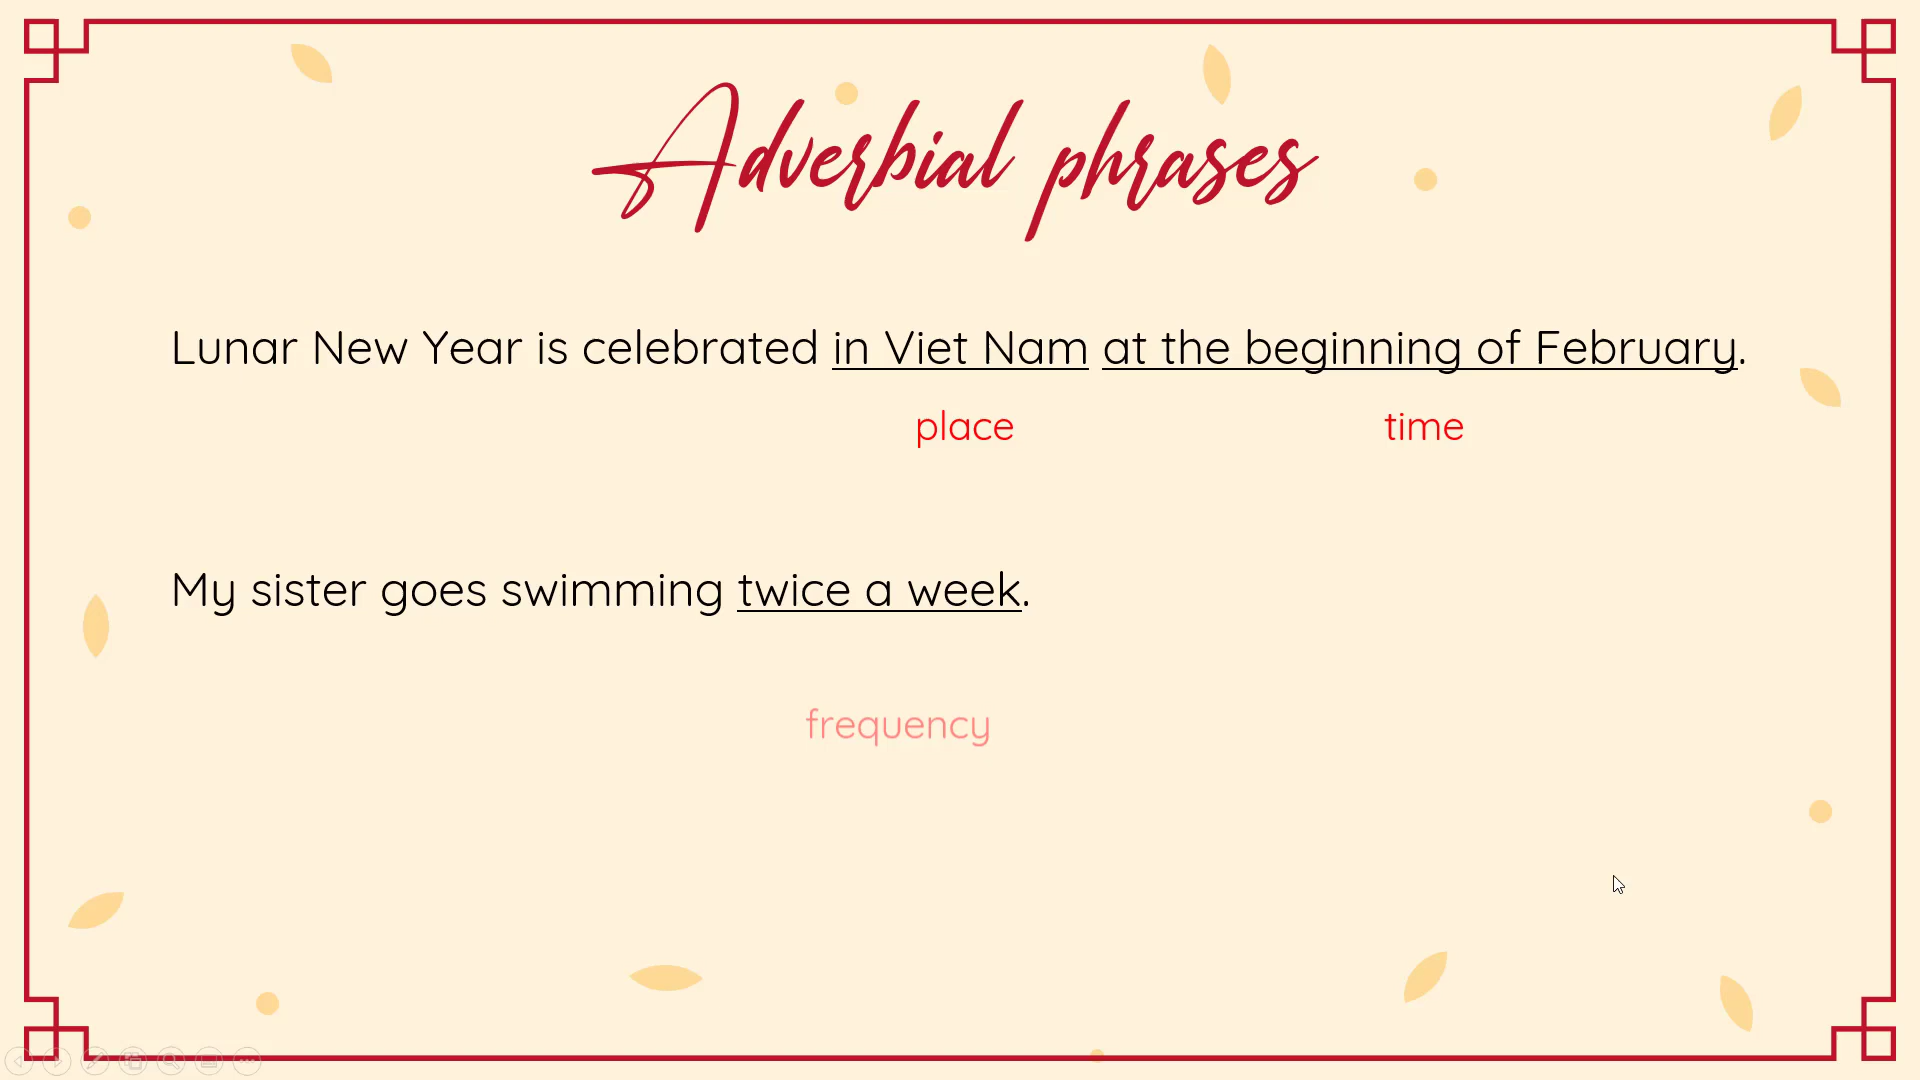 Adverbial phrases
Lunar New Year is celebrated in Viet Nam at the beginning of February.
place time
My sister goes swimming twice a week.
frequency